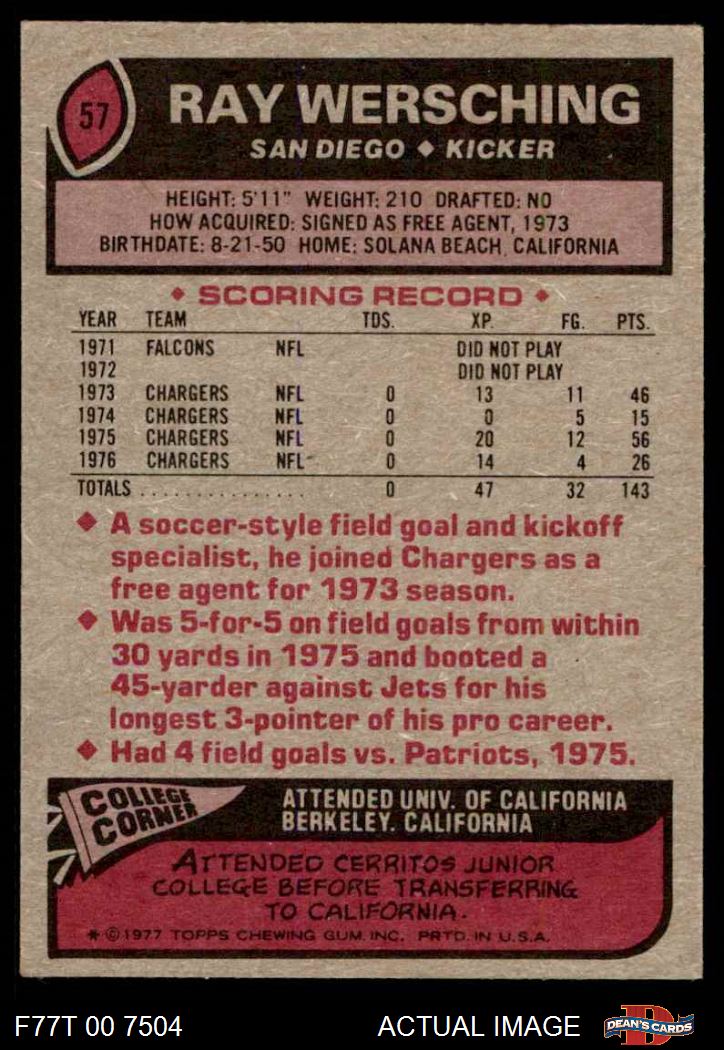 57
RAY WERSCHING
SAN DIEGO ♦ KICKER
HEIGHT: 5'11" WEIGHT: 210 DRAFTED: NO
HOW ACQUIRED: SIGNED AS FREE AGENT, 1973
BIRTHDATE: 8-21-50 HOME: SOLANA BEACH, CALIFORNIA
♦ SCORING RECORD ♦
YEAR TEAM TDS. XP. FG. PTS.
1971 FALCONS NFL DID NOT PLAY
1972 DID NOT PLAY
1973 CHARGERS NFL 0 13 11 46
1974 CHARGERS NFL 0 0 5 15
1975 CHARGERS NFL 0 20 12 56
1976 CHARGERS NFL 0 14 4 26
TOTALS . . . . . . . . . . . . . . . 0 47 32 143
♦ A soccer-style field goal and kickoff
specialist, he joined Chargers as a
free agent for 1973 season.
♦ Was 5-for-5 on field goals from within
30 yards in 1975 and booted a
45-yarder against Jets for his
longest 3-pointer of his pro career.
♦ Had 4 field goals vs. Patriots, 1975.
COLLEGE
CORNER
ATTENDED UNIV. OF CALIFORNIA
BERKELEY, CALIFORNIA
ATTENDED CERRITOS JUNIOR
COLLEGE BEFORE TRANSFERRING
TO CALIFORNIA.
* © 1977 TOPPS CHEWING GUM, INC. PRTD. IN U.S.A.
F77T 00 7504 ACTUAL IMAGE D DEAN'S CARDS